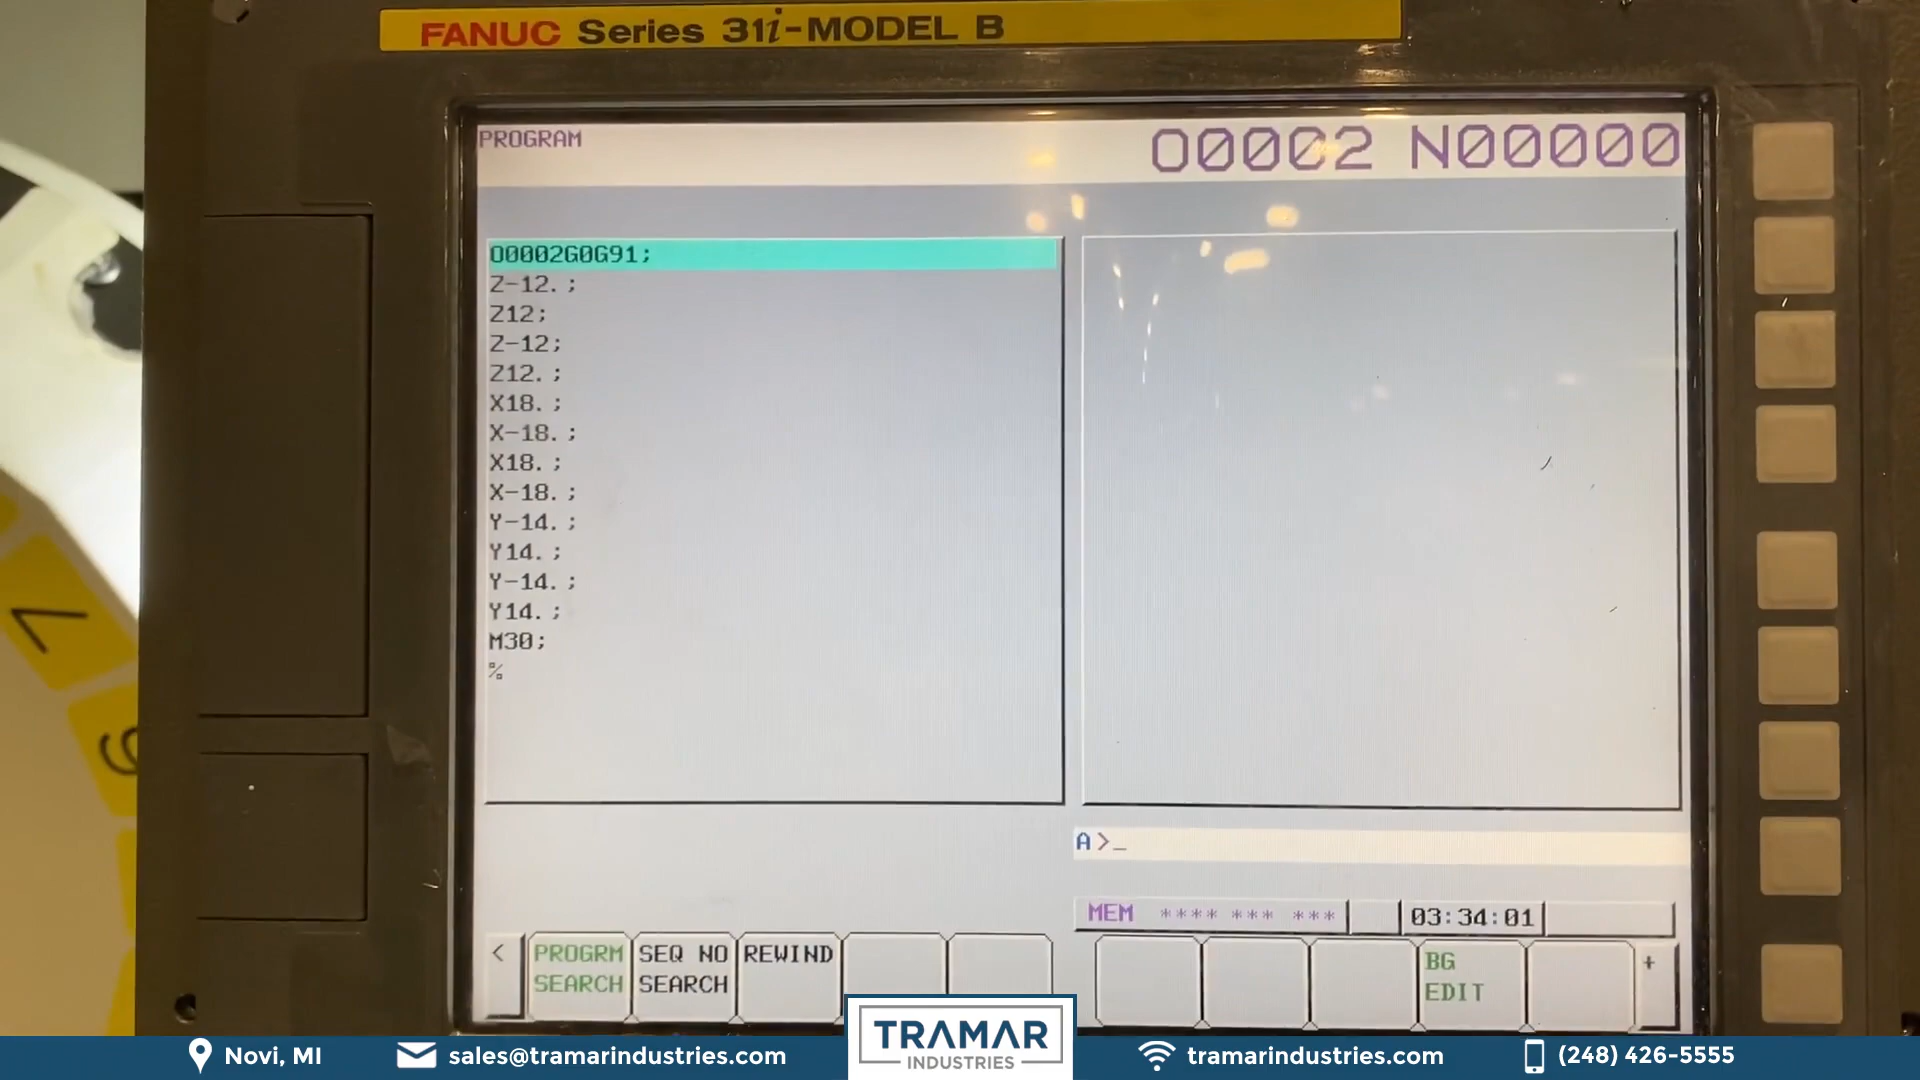 FANUC Series 31i-MODEL B
PROGRAM
O0002 N00000
O0002G0G91;
Z-12.;
Z12;
Z-12;
Z12.;
X18.;
X-18.;
X18.;
X-18.;
Y-14.;
Y14.;
Y-14.;
Y14.;
M30;
%
A>_
MEM **** *** ***
03:34:01
< PROGRM SEARCH
SEQ NO SEARCH
REWIND
BG EDIT
+
7
9
TRAMAR
INDUSTRIES
Novi, MI
sales@tramarindustries.com
tramarindustries.com
(248) 426-5555